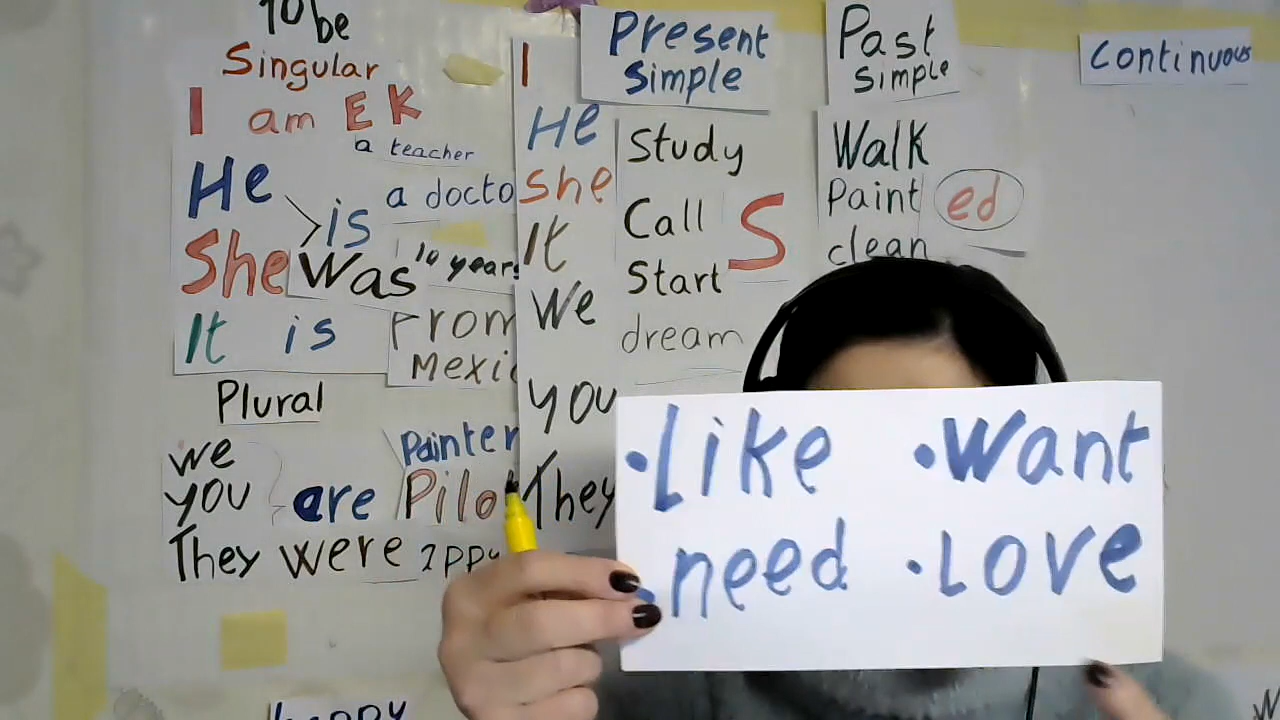 To be
Singular
I am E K
a teacher
He
is
a docto
She was 10 years
It is
From
Mexic
Plural
we
you
They
are
were
Painter
Pilo
happy
I
He
She
It
We
You
They
Present
Simple
Study
Call
Start
dream
S
Past
Simple
Walk
Paint
clean
ed
Continuous
• Like • Want
• need • Love